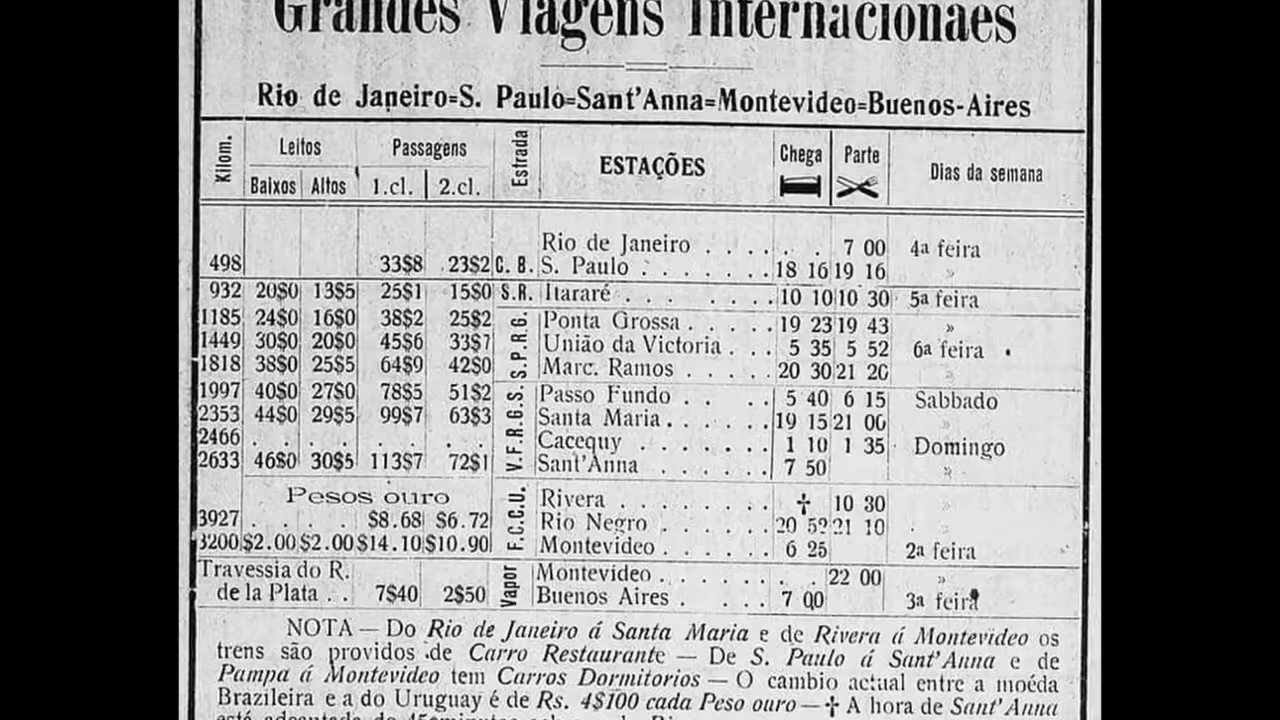 Grandes Viagens Internacionaes
Rio de Janeiro=S. Paulo=Sant'Anna=Montevideo=Buenos-Aires
Kilom. Leitos Passagens Estrada ESTAÇÕES Chega Parte Dias da semana
Baixos Altos 1.cl. 2.cl.
Rio de Janeiro . . . . . . 7 00 4a feira
498 33$8 23$2 C. B. S. Paulo . . . . . . . 18 16 19 16 »
932 20$0 13$5 25$1 15$0 S.R. Itararé . . . . . . . 10 10 10 30 5a feira
1185 24$0 16$0 38$2 25$2 S.P.R.G. Ponta Grossa . . . . . 19 23 19 43 »
1449 30$0 20$0 45$6 33$7 União da Victoria . . . 5 35 5 52 6a feira
1818 38$0 25$5 64$9 42$0 Marc. Ramos . . . . . 20 30 21 20 »
1997 40$0 27$0 78$5 51$2 V.F.R.G.S. Passo Fundo . . . . 5 40 6 15 Sabbado
2353 44$0 29$5 99$7 63$3 Santa Maria . . . . . . 19 15 21 00 »
2466 . . . . . . Cacequy . . . . . . . 1 10 1 35 Domingo
2633 46$0 30$5 113$7 72$1 Sant'Anna . . . . . . 7 50 »
Pesos ouro F.C.C.U. Rivera . . . . . . . ✝ 10 30 »
3927 . . . . $8.68 $6.72 Rio Negro . . . . . . 21 10
3200 $2.00 $2.00 $14.10 $10.90 Montevideo . . . . . . 6 25 2a feira
Travessia do R. Vapor Montevideo . . . . . . . . 22 00 »
de la Plata . . 7$40 2$50 Buenos Aires . . . . . 7 00 3a feira
NOTA — Do Rio de Janeiro á Santa Maria e de Rivera á Montevideo os
trens são providos de Carro Restaurante — De S. Paulo á Sant'Anna e de
Pampa á Montevideo tem Carros Dormitorios — O cambio actual entre a moéda
Brazileira e a do Uruguay é de Rs. 4$100 cada Peso ouro — ✝ A hora de Sant'Anna